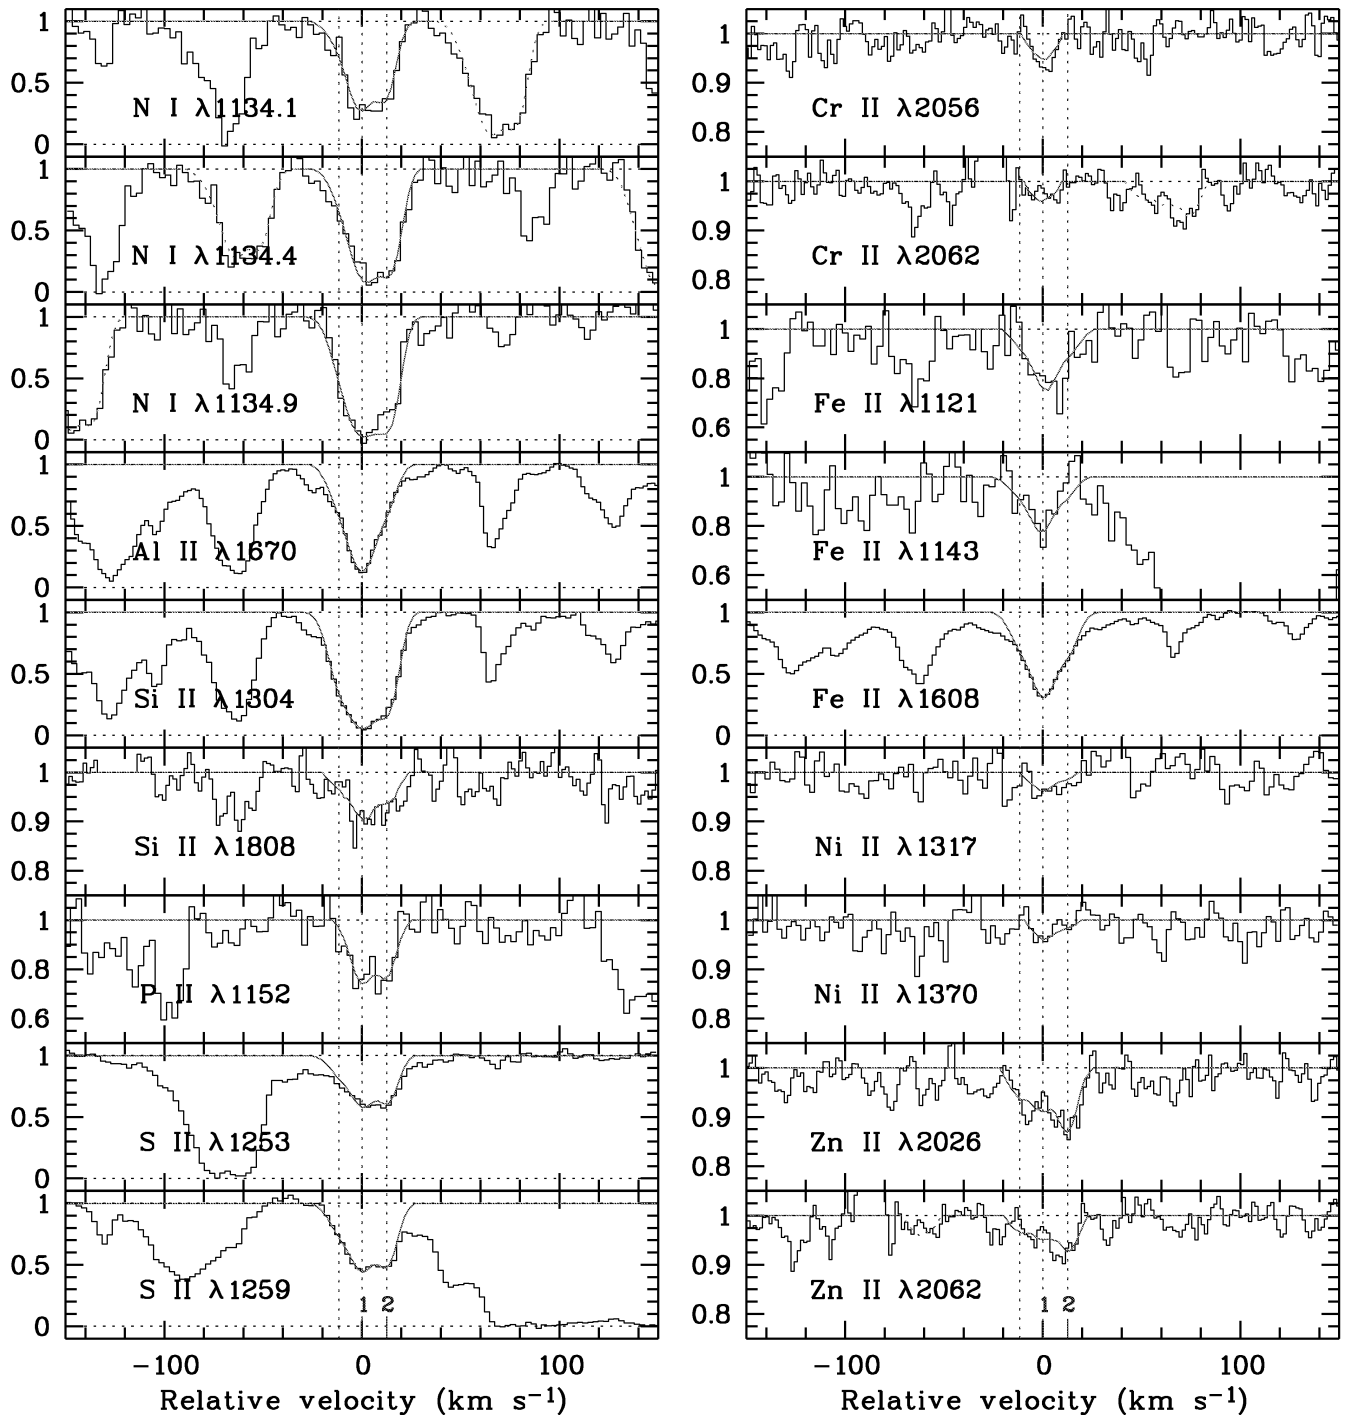 1
0.5
0
N I λ1134.1
1
0.5
0
N I λ1134.4
1
0.5
0
N I λ1134.9
1
0.5
0
Al II λ1670
1
0.5
0
Si II λ1304
1
0.9
0.8
Si II λ1808
1
0.8
0.6
P II λ1152
1
0.5
0
S II λ1253
1
0.5
0
S II λ1259
1 2
−100 0 100
Relative velocity (km s⁻¹)
1
0.9
0.8
Cr II λ2056
1
0.9
0.8
Cr II λ2062
1
0.8
0.6
Fe II λ1121
1
0.8
0.6
Fe II λ1143
1
0.5
0
Fe II λ1608
1
0.9
0.8
Ni II λ1317
1
0.9
0.8
Ni II λ1370
1
0.9
0.8
Zn II λ2026
1
0.9
0.8
Zn II λ2062
1 2
−100 0 100
Relative velocity (km s⁻¹)